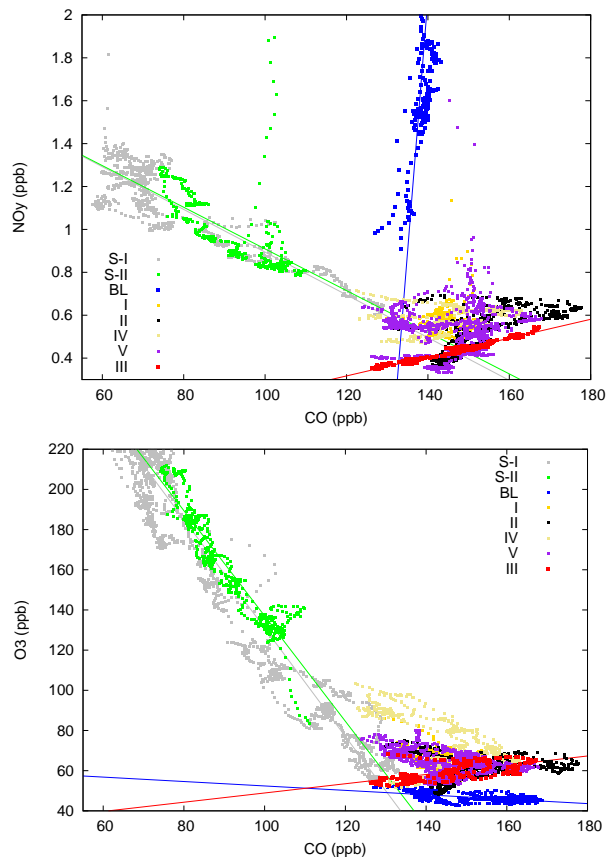 2
1.8
1.6
1.4
1.2
1
0.8
0.6
0.4
NOy (ppb)
S-I
S-II
BL
I
II
IV
V
III
60 80 100 120 140 160 180
CO (ppb)
220
200
180
160
140
120
100
80
60
40
O3 (ppb)
S-I
S-II
BL
I
II
IV
V
III
60 80 100 120 140 160 180
CO (ppb)